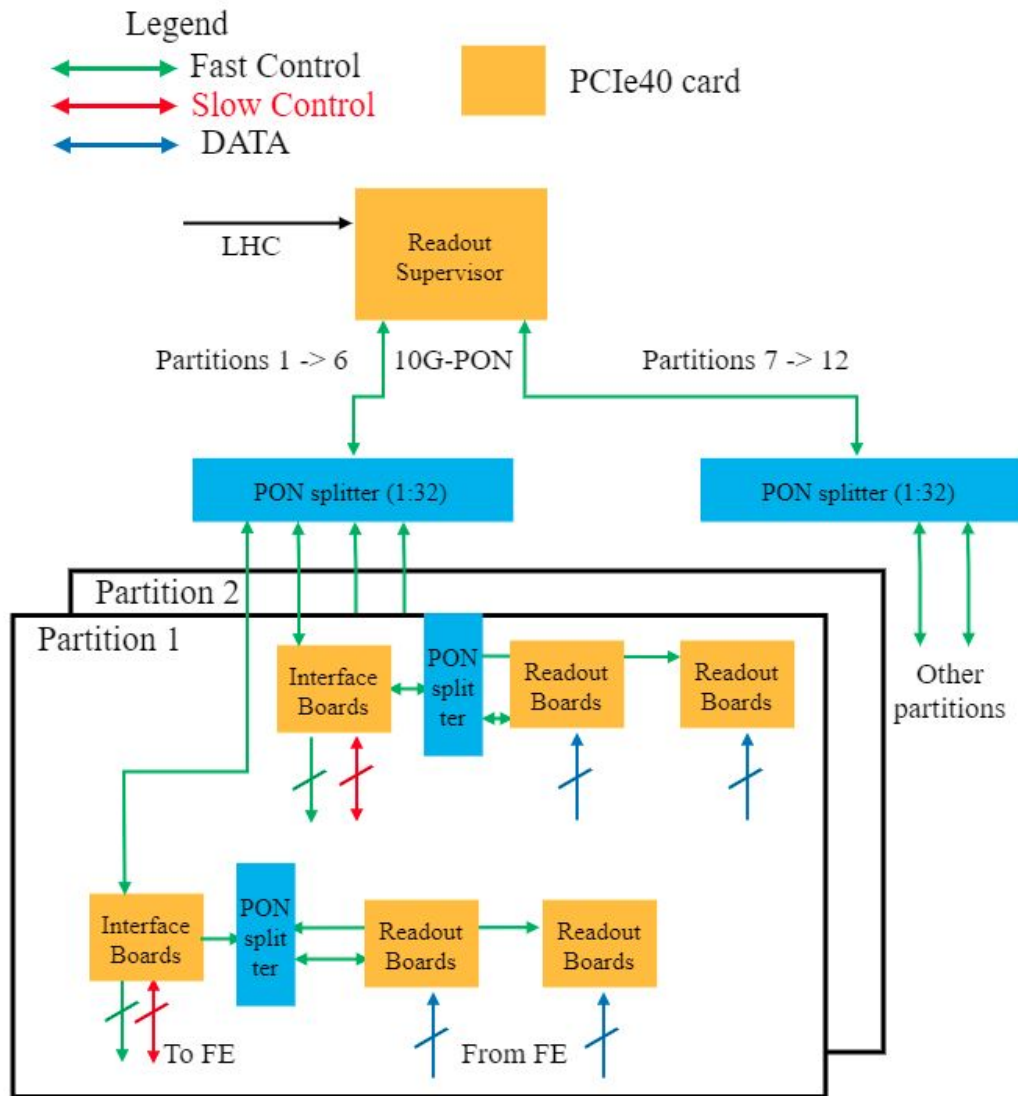 Legend
Fast Control
Slow Control
DATA
PCIe40 card
LHC
Readout
Supervisor
Partitions 1 -> 6
10G-PON
Partitions 7 -> 12
PON splitter (1:32)
PON splitter (1:32)
Partition 2
Partition 1
Interface
Boards
PON
split
ter
Readout
Boards
Readout
Boards
Other
partitions
Interface
Boards
PON
split
ter
Readout
Boards
Readout
Boards
To FE
From FE